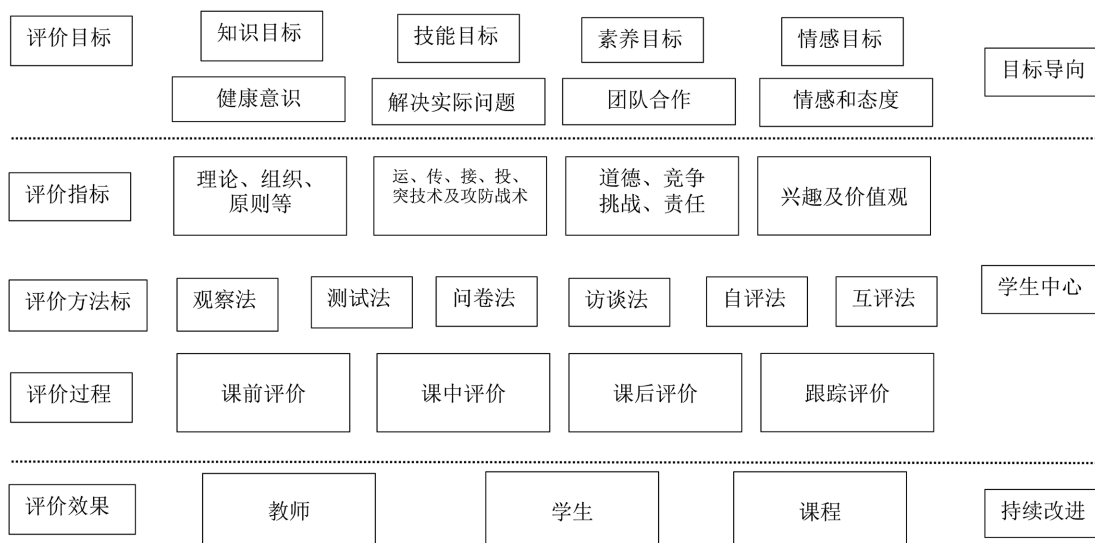 评价目标
知识目标
技能目标
素养目标
情感目标
目标导向
健康意识
解决实际问题
团队合作
情感和态度
评价指标
理论、组织、
原则等
运、传、接、投、
突技术及攻防战术
道德、竞争
挑战、责任
兴趣及价值观
评价方法标
观察法
测试法
问卷法
访谈法
自评法
互评法
学生中心
评价过程
课前评价
课中评价
课后评价
跟踪评价
评价效果
教师
学生
课程
持续改进